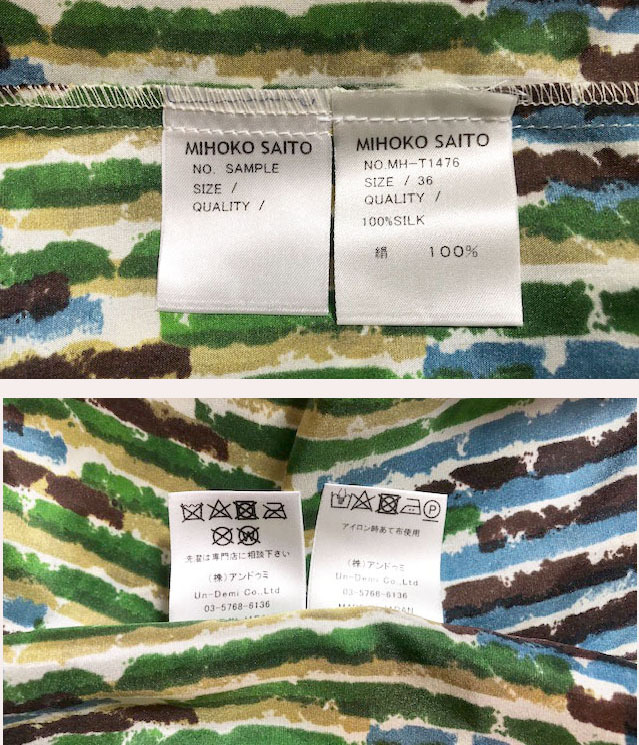 MIHOKO SAITO
NO. SAMPLE
SIZE /
QUALITY /
MIHOKO SAITO
NO.MH-T1476
SIZE / 36
QUALITY /
100%SILK
絹 100%
洗濯は専門店に相談下さい
(株)アンドゥミ
Un-Demi Co.,Ltd
03-5768-6136
アイロン時あて布使用
(株)アンドゥミ
Un-Demi Co.,Ltd
03-5768-6136